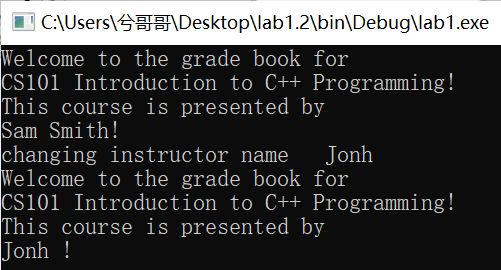 C:\Users\兮哥哥\Desktop\lab1.2\bin\Debug\lab1.exe
Welcome to the grade book for
CS101 Introduction to C++ Programming!
This course is presented by
Sam Smith!
changing instructor name   Jonh
Welcome to the grade book for
CS101 Introduction to C++ Programming!
This course is presented by
Jonh !